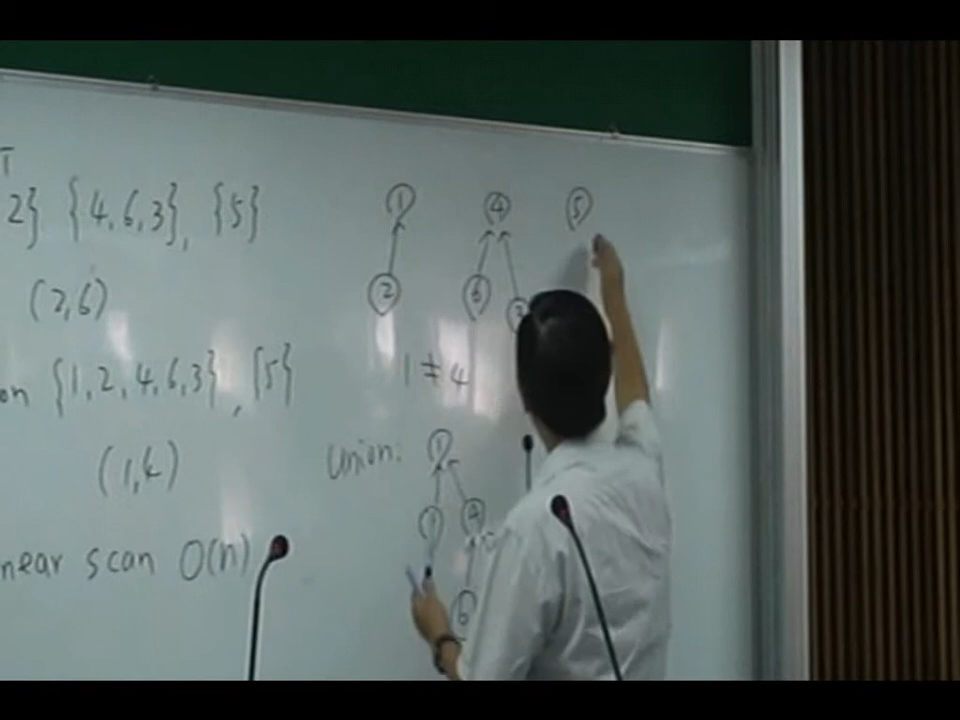 T
2} {4,6,3}, {5}
(2,6)
on {1,2,4,6,3}, {5}
near scan O(n)
1 4 5
2 6
1 ≠ 4
Union: 1
4
6